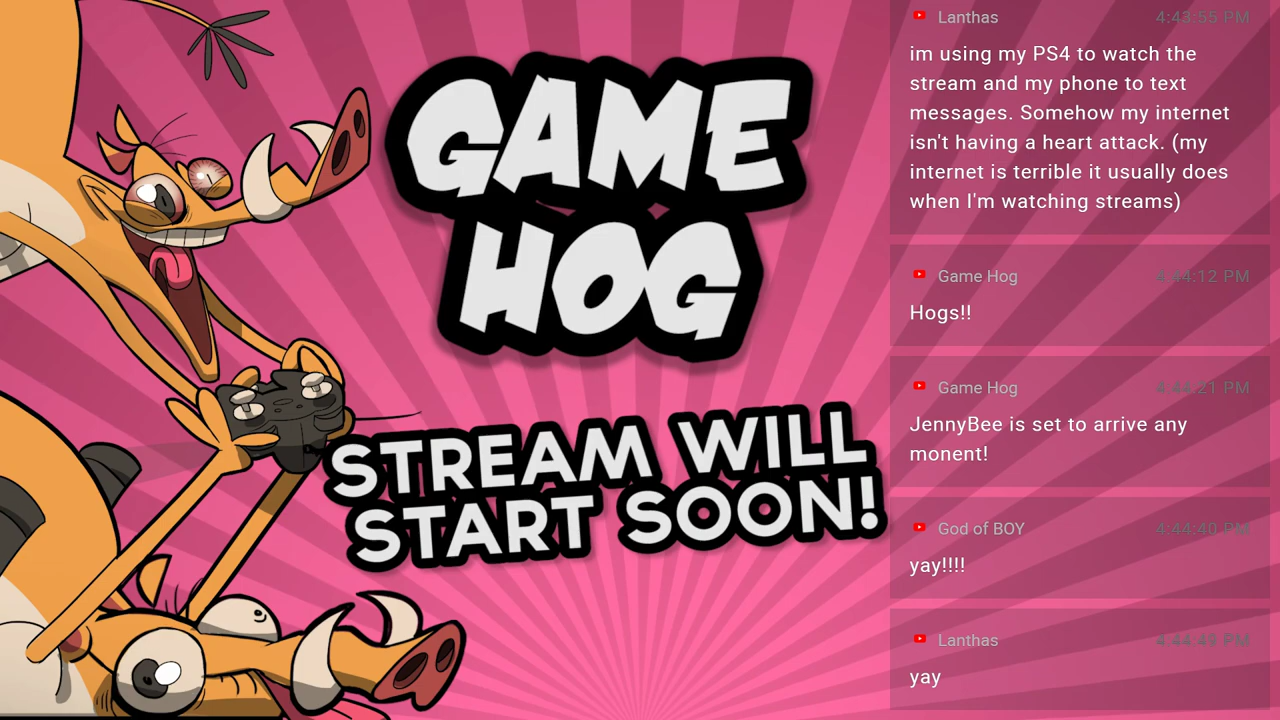 GAME
HOG
STREAM WILL
START SOON!
Lanthas 4:43:55 PM
im using my PS4 to watch the
stream and my phone to text
messages. Somehow my internet
isn't having a heart attack. (my
internet is terrible it usually does
when I'm watching streams)
Game Hog 4:44:12 PM
Hogs!!
Game Hog 4:44:21 PM
JennyBee is set to arrive any
monent!
God of BOY 4:44:40 PM
yay!!!!
Lanthas 4:44:49 PM
yay